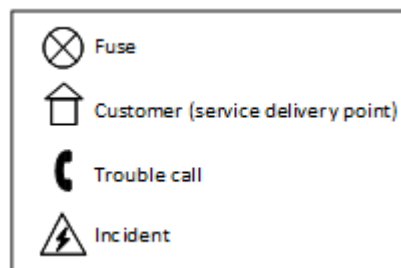 Fuse
Customer (service delivery point)
Trouble call
Incident